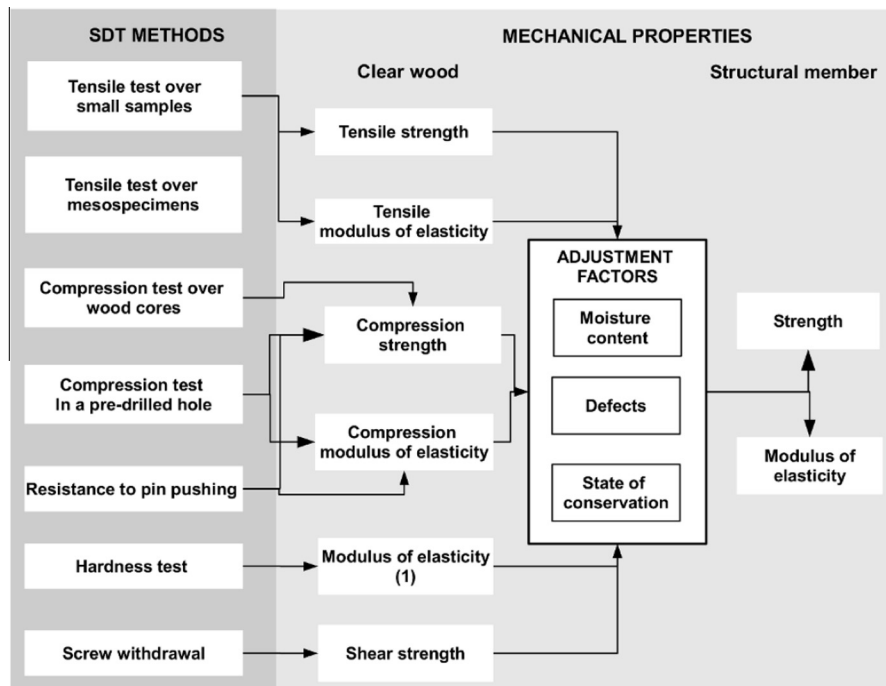 SDT METHODS
MECHANICAL PROPERTIES
Clear wood
Structural member
Tensile test over
small samples
Tensile strength
Tensile test over
mesospecimens
Tensile
modulus of elasticity
ADJUSTMENT
FACTORS
Compression test over
wood cores
Moisture
content
Compression
strength
Strength
Compression test
In a pre-drilled hole
Defects
Compression
modulus of elasticity
Modulus of
elasticity
Resistance to pin pushing
State of
conservation
Hardness test
Modulus of elasticity
(1)
Screw withdrawal
Shear strength